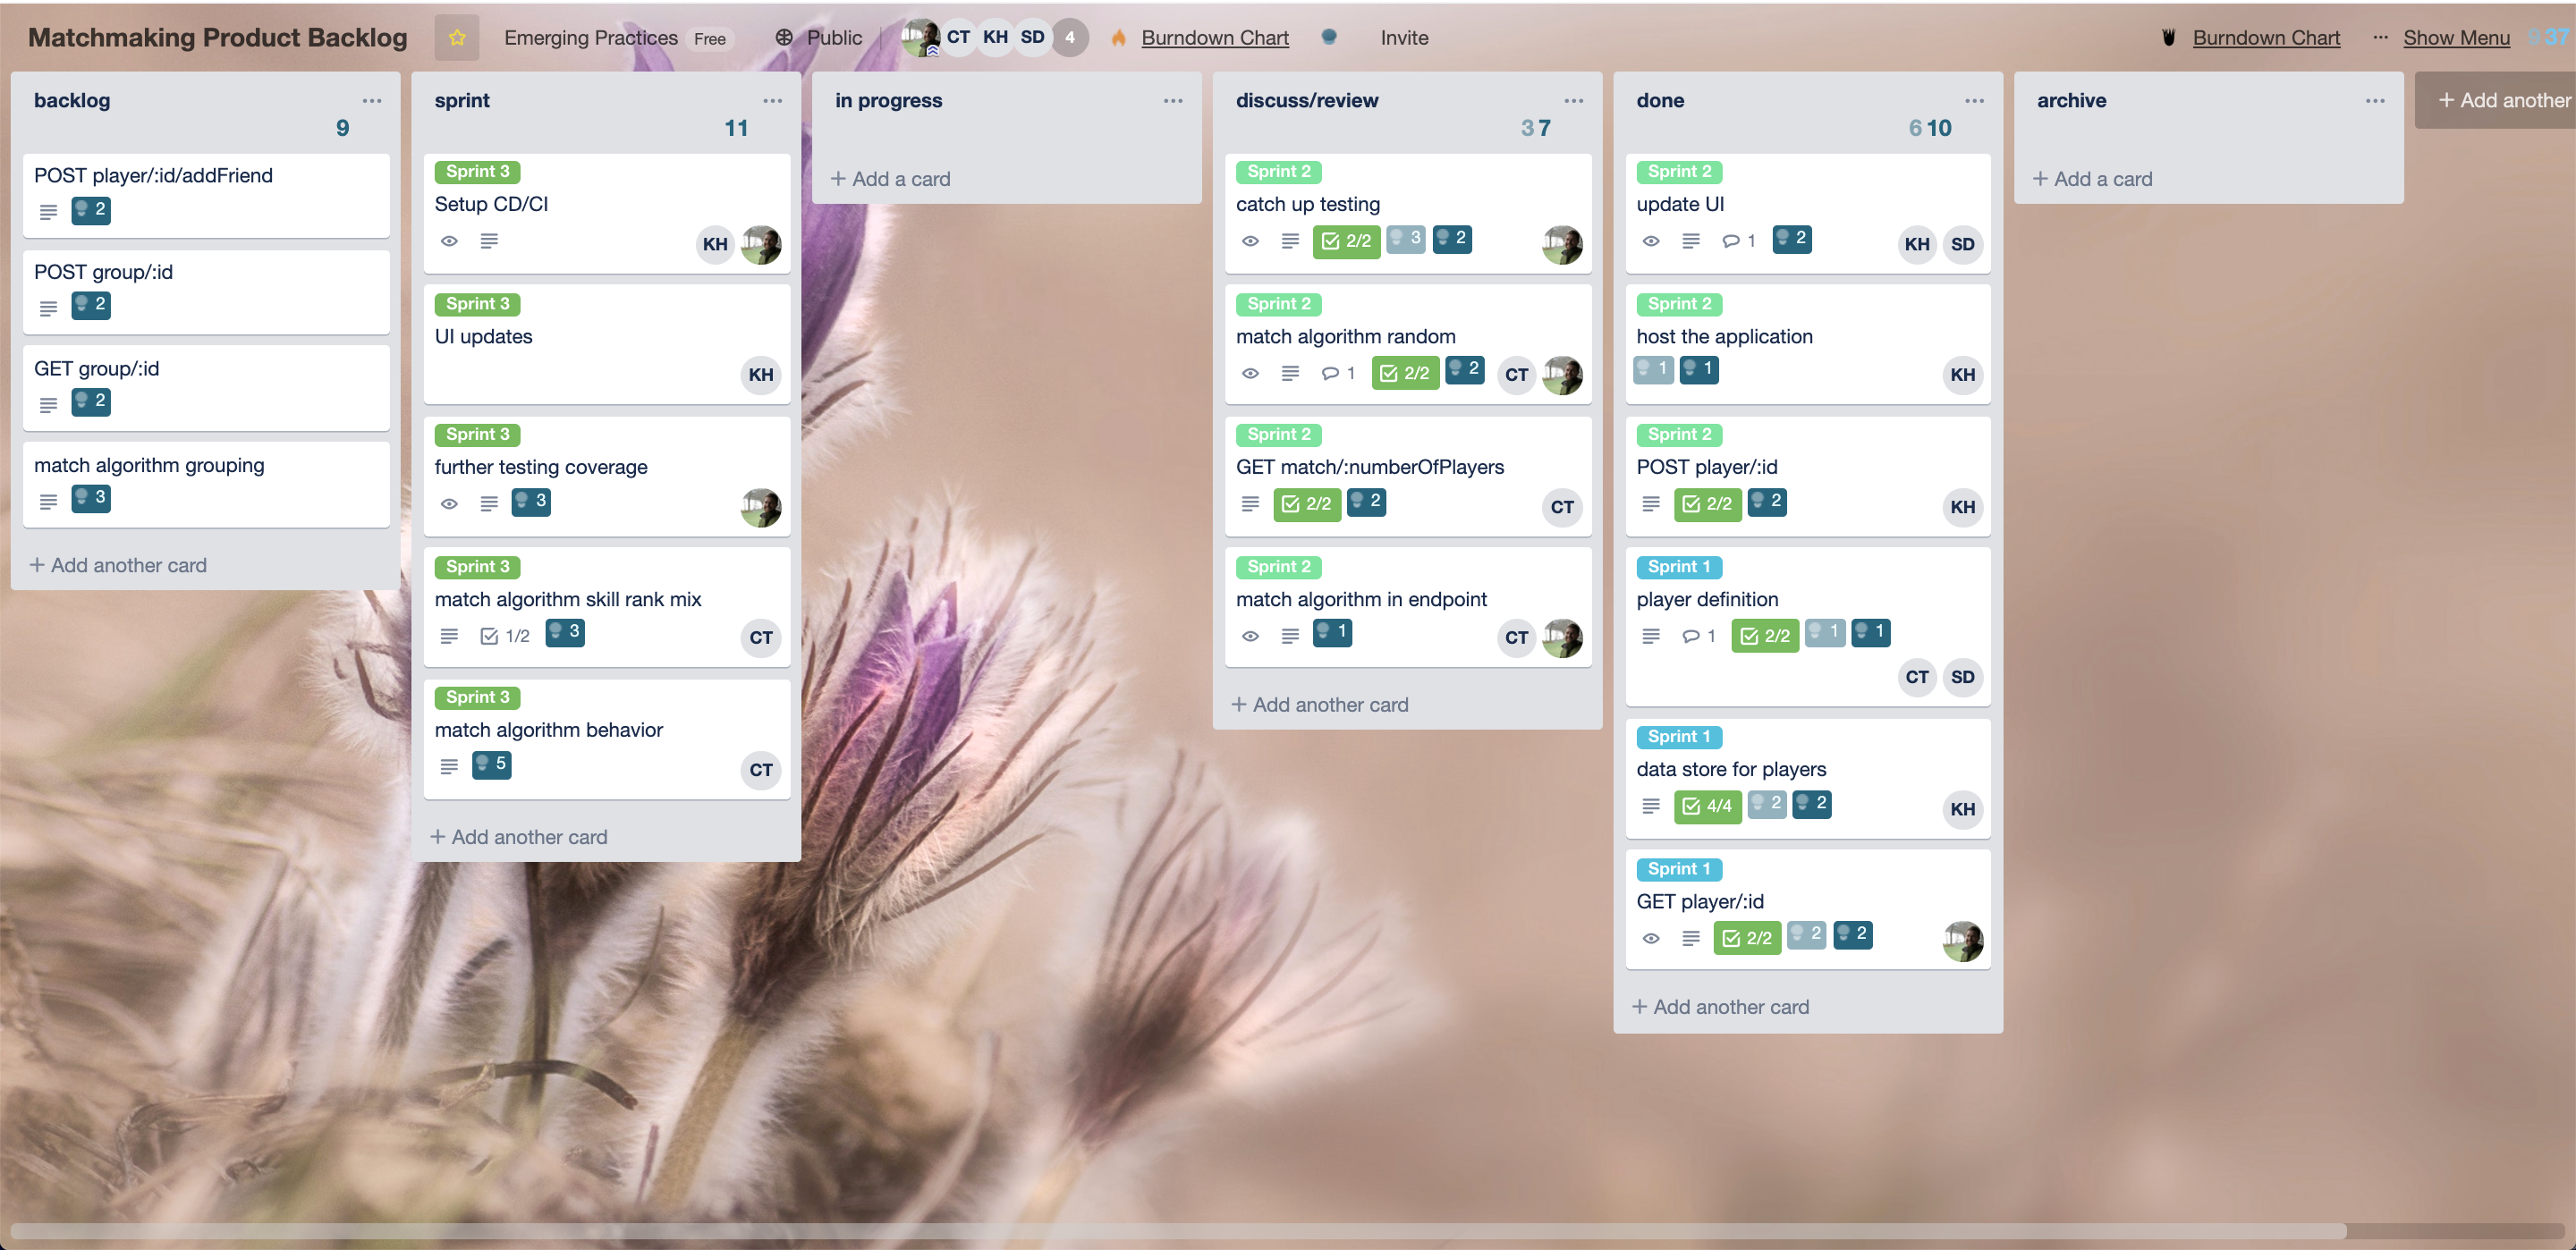 Matchmaking Product Backlog Emerging Practices Free Public CT KH SD 4 Burndown Chart Invite Burndown Chart ... Show Menu 9 37
backlog ...
9
POST player/:id/addFriend
2
POST group/:id
2
GET group/:id
2
match algorithm grouping
3
+ Add another card
sprint ...
11
Sprint 3
Setup CD/CI
KH
Sprint 3
UI updates
KH
Sprint 3
further testing coverage
3
Sprint 3
match algorithm skill rank mix
1/2 3 CT
Sprint 3
match algorithm behavior
5 CT
+ Add another card
in progress ...
+ Add a card
discuss/review ...
3 7
Sprint 2
catch up testing
2/2 3 2
Sprint 2
match algorithm random
1 2/2 2 CT
Sprint 2
GET match/:numberOfPlayers
2/2 2 CT
Sprint 2
match algorithm in endpoint
1 CT
+ Add another card
done ...
6 10
Sprint 2
update UI
1 2 KH SD
Sprint 2
host the application
1 1 KH
Sprint 2
POST player/:id
2/2 2 KH
Sprint 1
player definition
1 2/2 1 1
CT SD
Sprint 1
data store for players
4/4 2 2 KH
Sprint 1
GET player/:id
2/2 2 2
+ Add another card
archive ...
+ Add a card
+ Add another